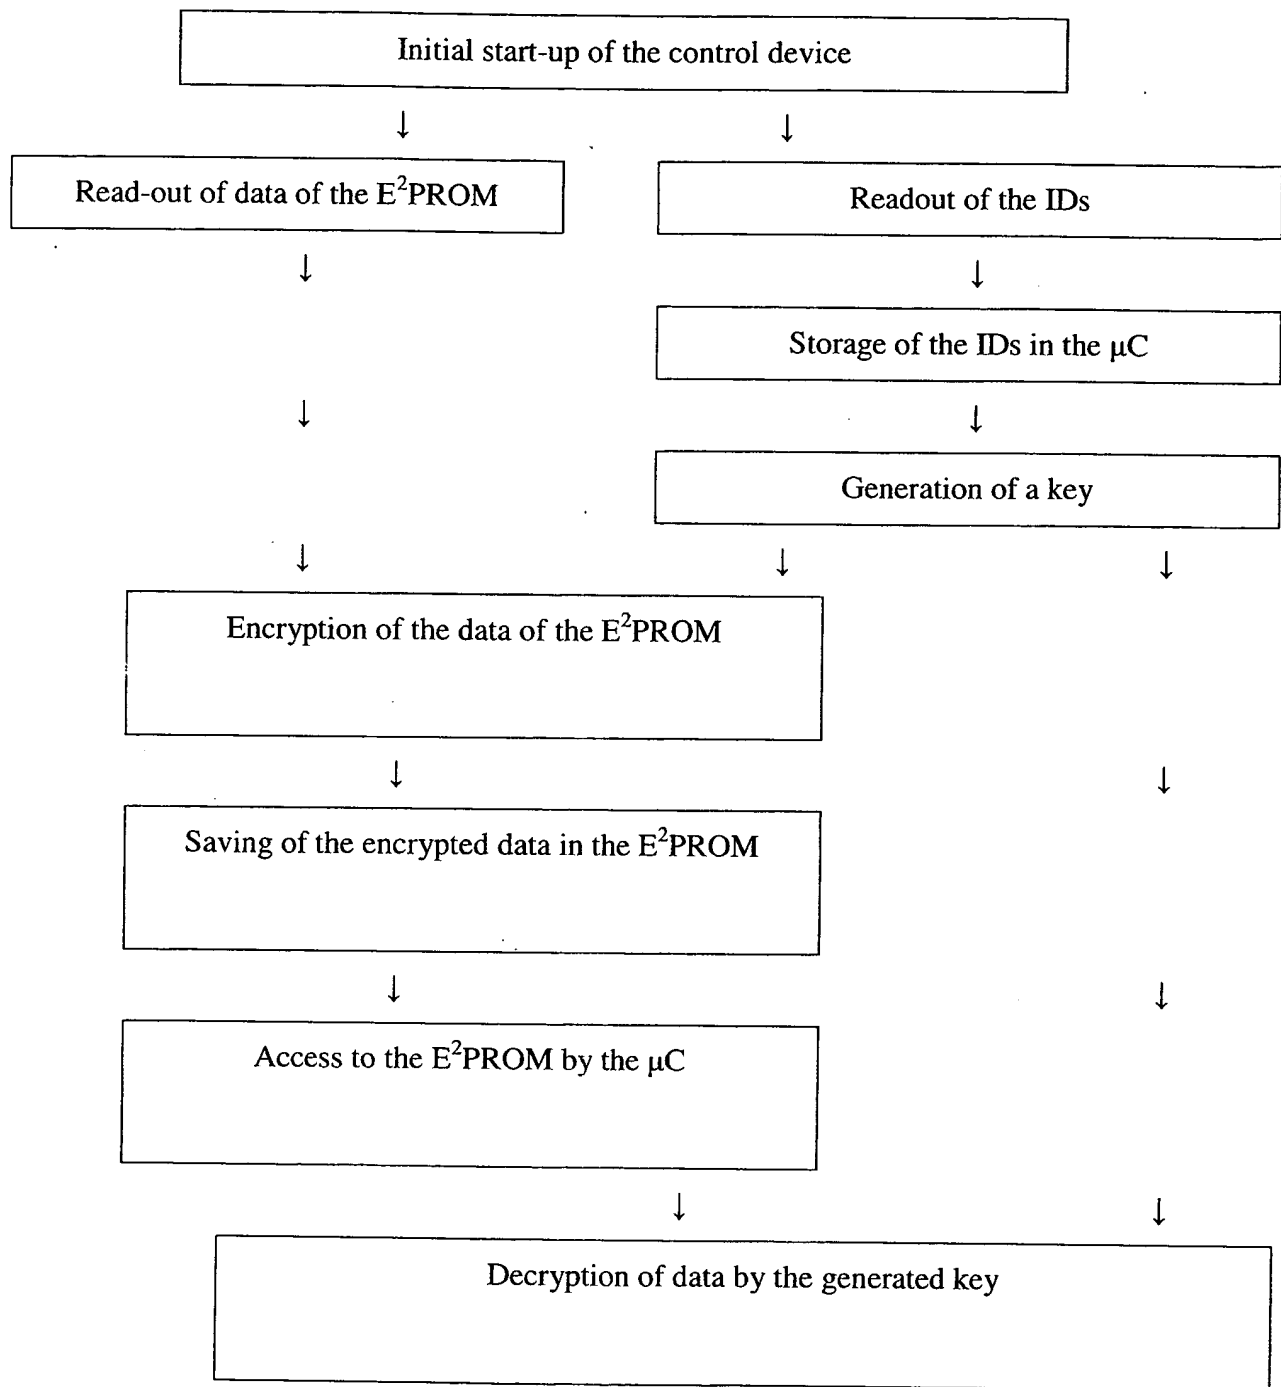 Initial start-up of the control device
↓ ↓
Read-out of data of the E²PROM
Readout of the IDs
↓ ↓
Storage of the IDs in the μC
↓ ↓
Generation of a key
↓ ↓ ↓
Encryption of the data of the E²PROM
↓ ↓
Saving of the encrypted data in the E²PROM
↓ ↓
Access to the E²PROM by the μC
↓ ↓
Decryption of data by the generated key